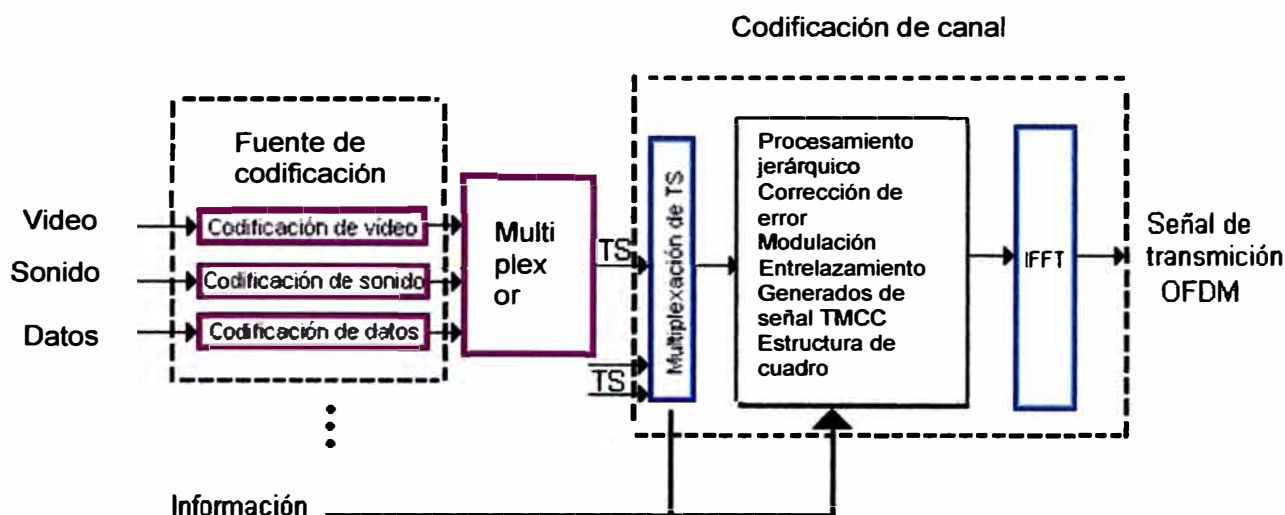 Codificación de canal
Fuente de
codificación
Video
Sonido
Datos
Codificación de vídeo
Codificación de sonido
Codificación de datos
Multi
plex
or
TS
TS
Multiplexación de TS
Procesamiento
jerárquico
Corrección de
error
Modulación
Entrelazamiento
Generados de
señal TMCC
Estructura de
cuadro
IFFT
Señal de
transmición
OFDM
Información